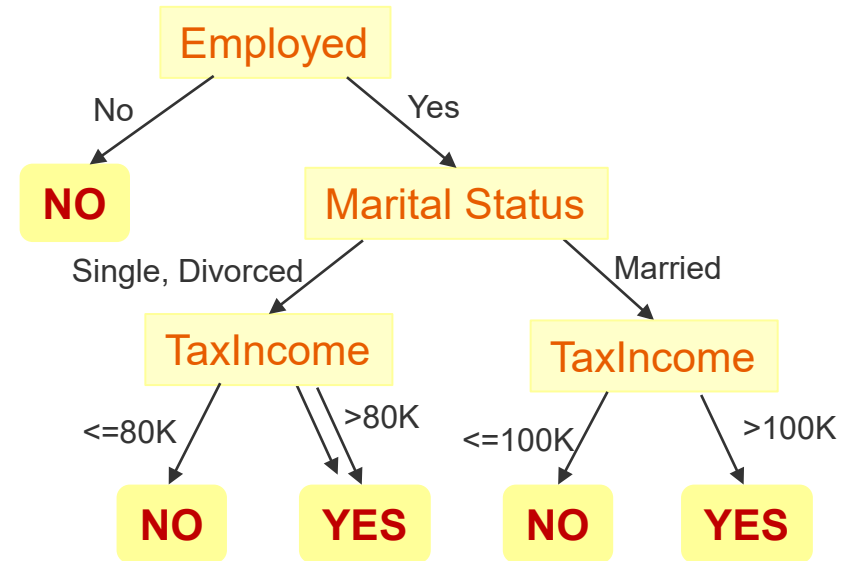 Employed
No
Yes
NO
Marital Status
Single, Divorced
Married
TaxIncome
TaxIncome
<=80K
>80K
<=100K
>100K
NO
YES
NO
YES